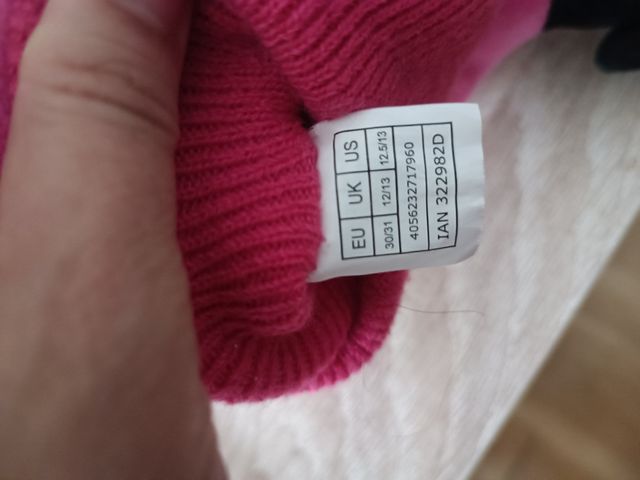 EU UK US
30/31 12/13 12.5/13
4056232717960
IAN 322982D